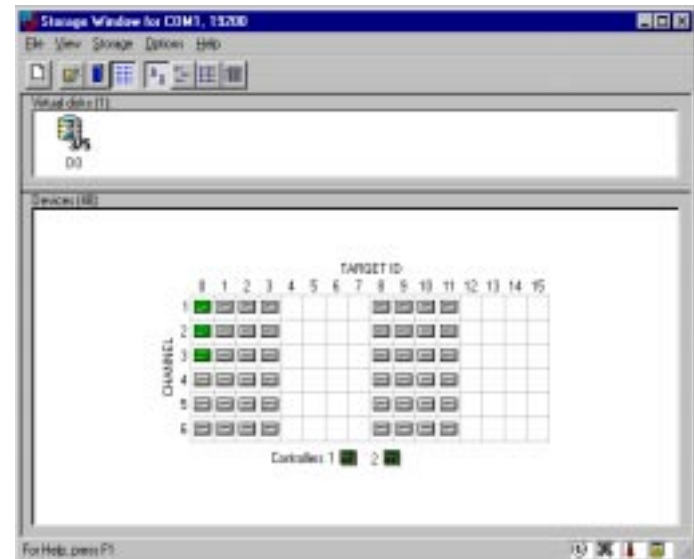 Storage Window for COM1, 19200
File View Storage Options Help
Virtual disks (1)
D0
Devices (48)
TARGET ID
0 1 2 3 4 5 6 7 8 9 10 11 12 13 14 15
CHANNEL
1
2
3
4
5
6
Controllers 1 2
For Help, press F1